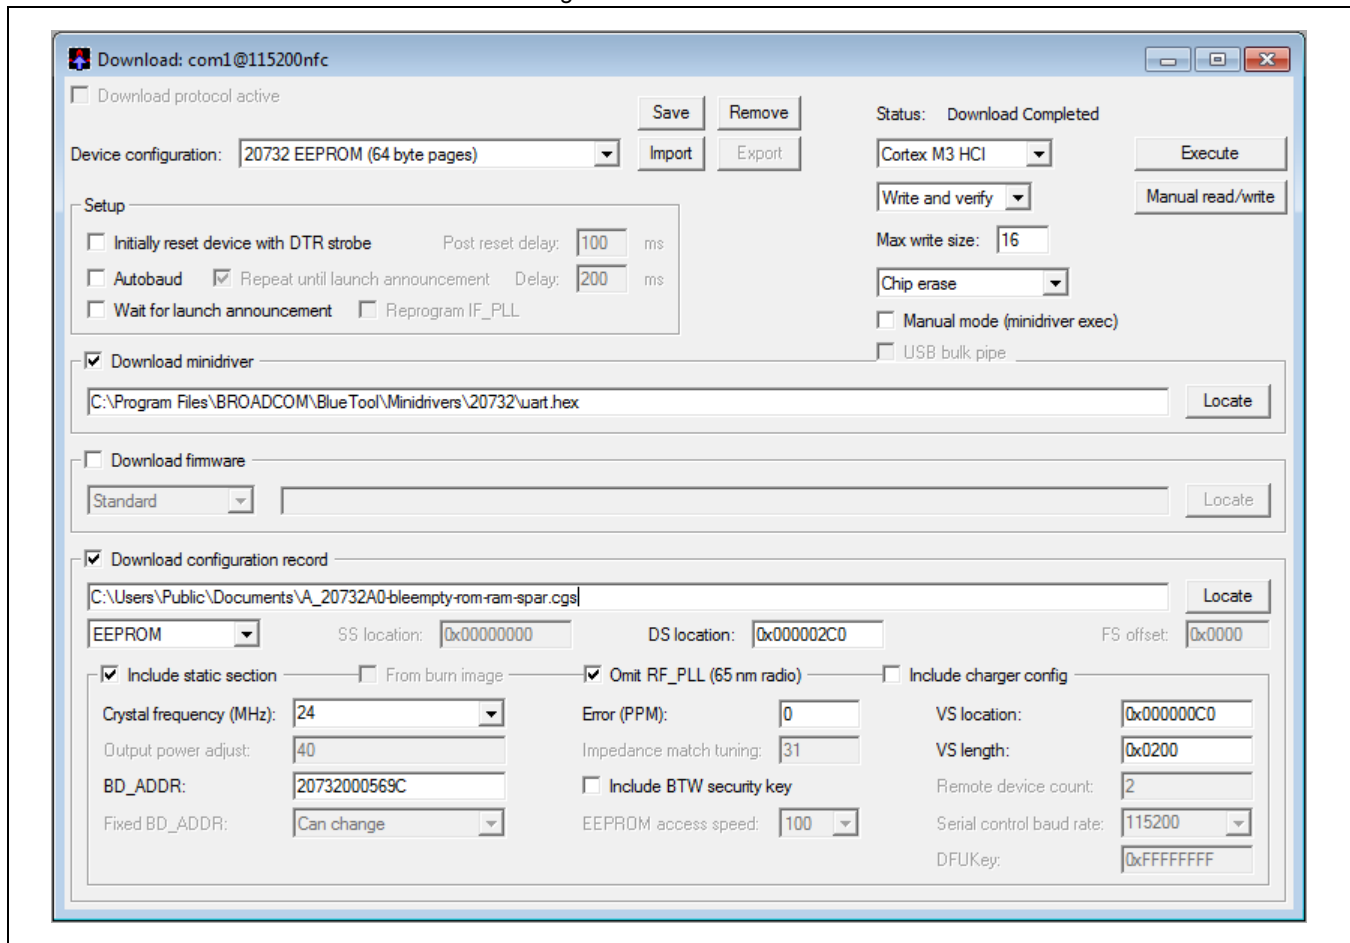 Download: com1@115200nfc
Download protocol active
Save Remove Status: Download Completed
Device configuration: 20732 EEPROM (64 byte pages) Import Export Cortex M3 HCI Execute
Write and verify Manual read/write
Setup
Initially reset device with DTR strobe Post reset delay: 100 ms Max write size: 16
Autobaud Repeat until launch announcement Delay: 200 ms Chip erase
Wait for launch announcement Reprogram IF_PLL Manual mode (minidriver exec)
USB bulk pipe
Download minidriver
C:\Program Files\BROADCOM\BlueTool\Minidrivers\20732\uart.hex Locate
Download firmware
Standard Locate
Download configuration record
C:\Users\Public\Documents\A_20732A0-bleempty-rom-ram-spar.cgs Locate
EEPROM SS location: 0x00000000 DS location: 0x000002C0 FS offset: 0x0000
Include static section From burn image Omit RF_PLL (65 nm radio) Include charger config
Crystal frequency (MHz): 24 Error (PPM): 0 VS location: 0x000000C0
Output power adjust: 40 Impedance match tuning: 31 VS length: 0x0200
BD_ADDR: 20732000569C Include BTW security key Remote device count: 2
Fixed BD_ADDR: Can change EEPROM access speed: 100 Serial control baud rate: 115200
DFUKey: 0xFFFFFFFF